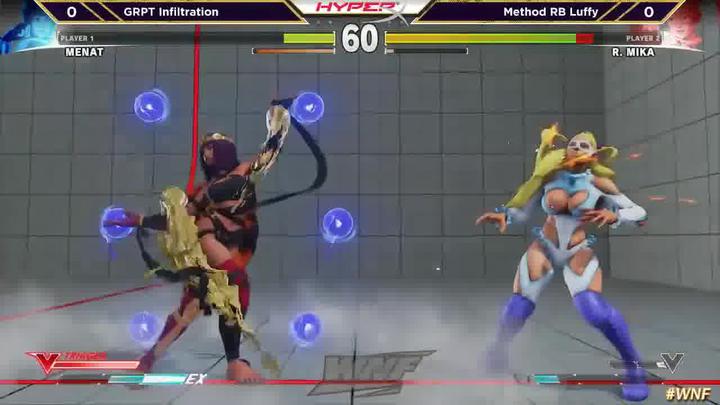 0 GRPT Infiltration HYPER Method RB Luffy 0
PLAYER 1 60 PLAYER 2
MENAT R. MIKA
V TRIGGER
EX
WNF
V
#WNF